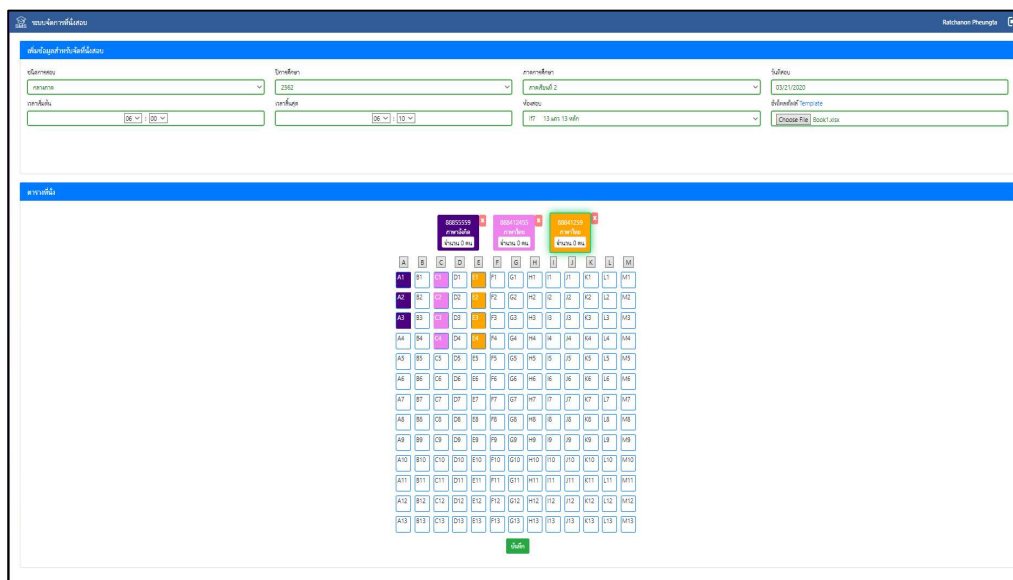 ระบบจัดการที่นั่งสอบ
Ratchanon Pheungta
เพิ่มข้อมูลสำหรับจัดที่นั่งสอบ
ชนิดการสอบ ปีการศึกษา ภาคการศึกษา วันที่สอบ
กลางภาค 2562 ภาคเรียนที่ 2 03/21/2020
เวลาเริ่มต้น เวลาสิ้นสุด ห้องสอบ อัปโหลดไฟล์ Template
06 : 00 06 : 10 if7 13 แถว 13 หลัก Choose File Book1.xlsx
ตารางที่นั่ง
88855559 888412455 88841259
ภาษาอังกิด ภาษาไทย ภาษาไทย
จำนวน 0 คน จำนวน 0 คน จำนวน 0 คน
A B C D E F G H I J K L M
A1 B1 C1 D1 E1 F1 G1 H1 I1 J1 K1 L1 M1
A2 B2 C2 D2 E2 F2 G2 H2 I2 J2 K2 L2 M2
A3 B3 C3 D3 E3 F3 G3 H3 I3 J3 K3 L3 M3
A4 B4 C4 D4 E4 F4 G4 H4 I4 J4 K4 L4 M4
A5 B5 C5 D5 E5 F5 G5 H5 I5 J5 K5 L5 M5
A6 B6 C6 D6 E6 F6 G6 H6 I6 J6 K6 L6 M6
A7 B7 C7 D7 E7 F7 G7 H7 I7 J7 K7 L7 M7
A8 B8 C8 D8 E8 F8 G8 H8 I8 J8 K8 L8 M8
A9 B9 C9 D9 E9 F9 G9 H9 I9 J9 K9 L9 M9
A10 B10 C10 D10 E10 F10 G10 H10 I10 J10 K10 L10 M10
A11 B11 C11 D11 E11 F11 G11 H11 I11 J11 K11 L11 M11
A12 B12 C12 D12 E12 F12 G12 H12 I12 J12 K12 L12 M12
A13 B13 C13 D13 E13 F13 G13 H13 I13 J13 K13 L13 M13
บันทึก